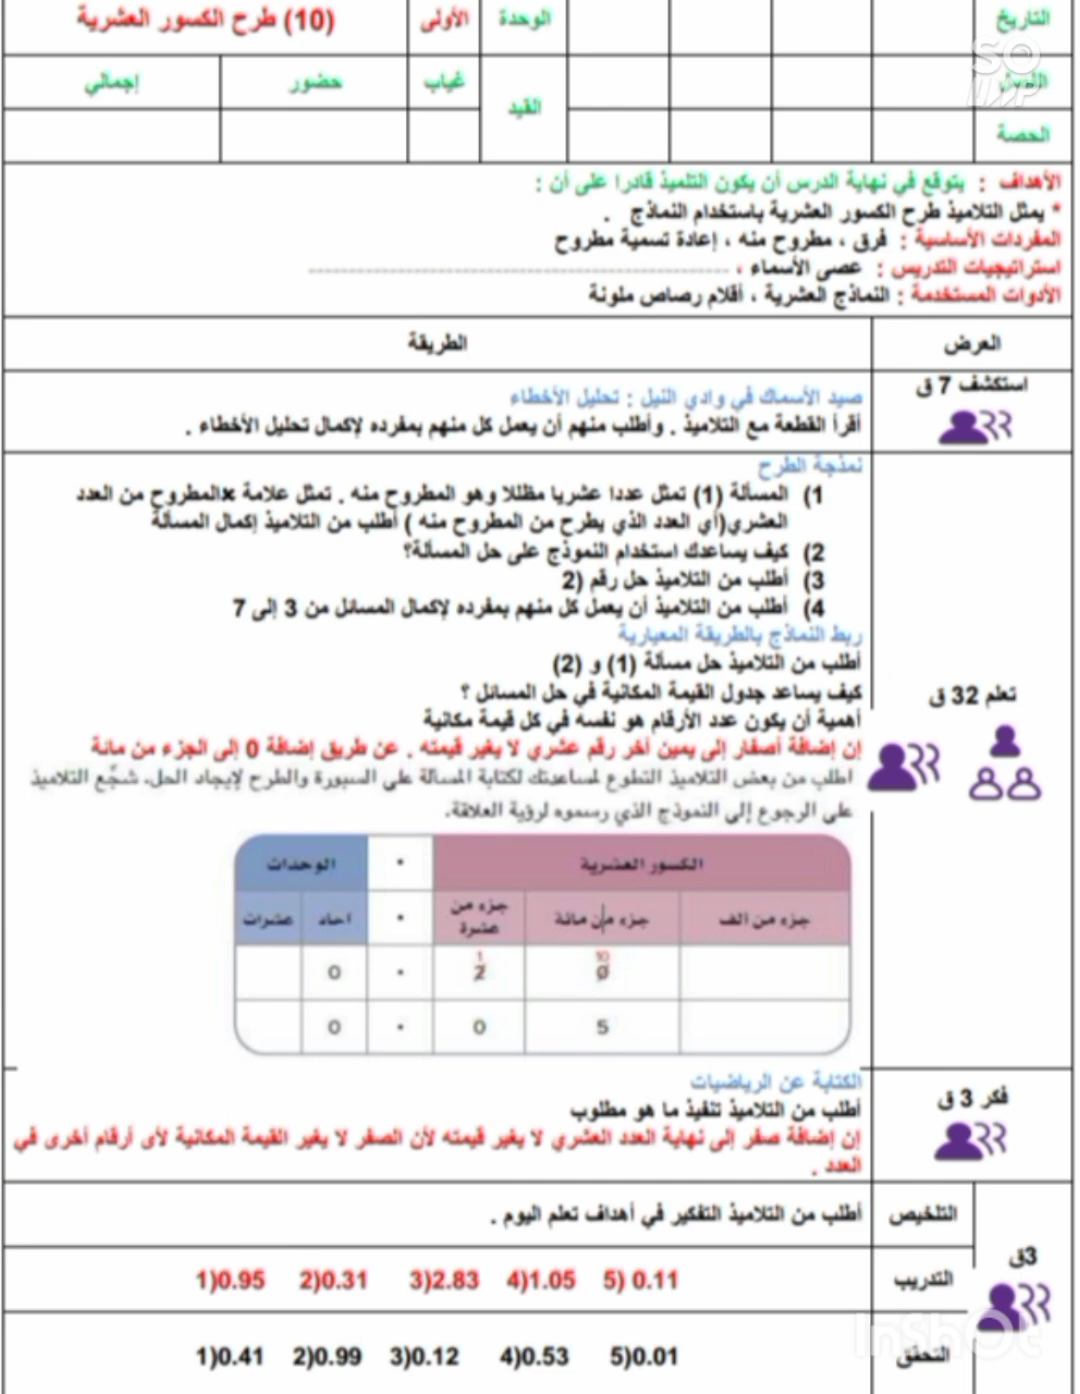 التاريخ
الوحدة
الأولى
(10) طرح الكسور العشرية
الفصل
القيد
غياب
حضور
إجمالي
الحصة
الأهداف : يتوقع في نهاية الدرس أن يكون التلميذ قادرا على أن :
* يمثل التلاميذ طرح الكسور العشرية باستخدام النماذج .
المفردات الأساسية : فرق ، مطروح منه ، إعادة تسمية مطروح
استراتيجيات التدريس : عصى الأسماء ،
الأدوات المستخدمة : النماذج العشرية ، أقلام رصاص ملونة
العرض
الطريقة
استكشف 7 ق
صيد الأسماك في وادي النيل : تحليل الأخطاء
أقرأ القطعة مع التلاميذ . وأطلب منهم أن يعمل كل منهم بمفرده لإكمال تحليل الأخطاء .
تعلم 32 ق
نمذجة الطرح
1) المسألة (1) تمثل عددا عشريا مظللا وهو المطروح منه . تمثل علامة xالمطروح من العدد
العشري(أي العدد الذي يطرح من المطروح منه ) أطلب من التلاميذ إكمال المسألة
2) كيف يساعدك استخدام النموذج على حل المسألة؟
3) أطلب من التلاميذ حل رقم (2
4) أطلب من التلاميذ أن يعمل كل منهم بمفرده لإكمال المسائل من 3 إلى 7
ربط النماذج بالطريقة المعيارية
أطلب من التلاميذ حل مسألة (1) و (2)
كيف يساعد جدول القيمة المكانية في حل المسائل ؟
أهمية أن يكون عدد الأرقام هو نفسه في كل قيمة مكانية
إن إضافة أصفار إلى يمين أخر رقم عشري لا يغير قيمته . عن طريق إضافة 0 إلى الجزء من مائة
اطلب من بعض التلاميذ التطوع لمساعدتك لكتابة المسألة على السبورة والطرح لإيجاد الحل. شجّع التلاميذ
على الرجوع إلى النموذج الذي رسموه لرؤية العلاقة.
الكسور العشرية
.
الوحدات
جزء من ألف
جزء من مائة
جزء من عشرة
.
آحاد
عشرات
10
1
0
2
.
0
5
0
.
0
فكر 3 ق
الكتابة عن الرياضيات
أطلب من التلاميذ تنفيذ ما هو مطلوب
إن إضافة صفر إلى نهاية العدد العشري لا يغير قيمته لأن الصفر لا يغير القيمة المكانية لأى أرقام أخرى في
العدد .
3ق
التلخيص
أطلب من التلاميذ التفكير في أهداف تعلم اليوم .
التدريب
1)0.95 2)0.31 3)2.83 4)1.05 5) 0.11
التحقق
1)0.41 2)0.99 3)0.12 4)0.53 5)0.01
InShOt